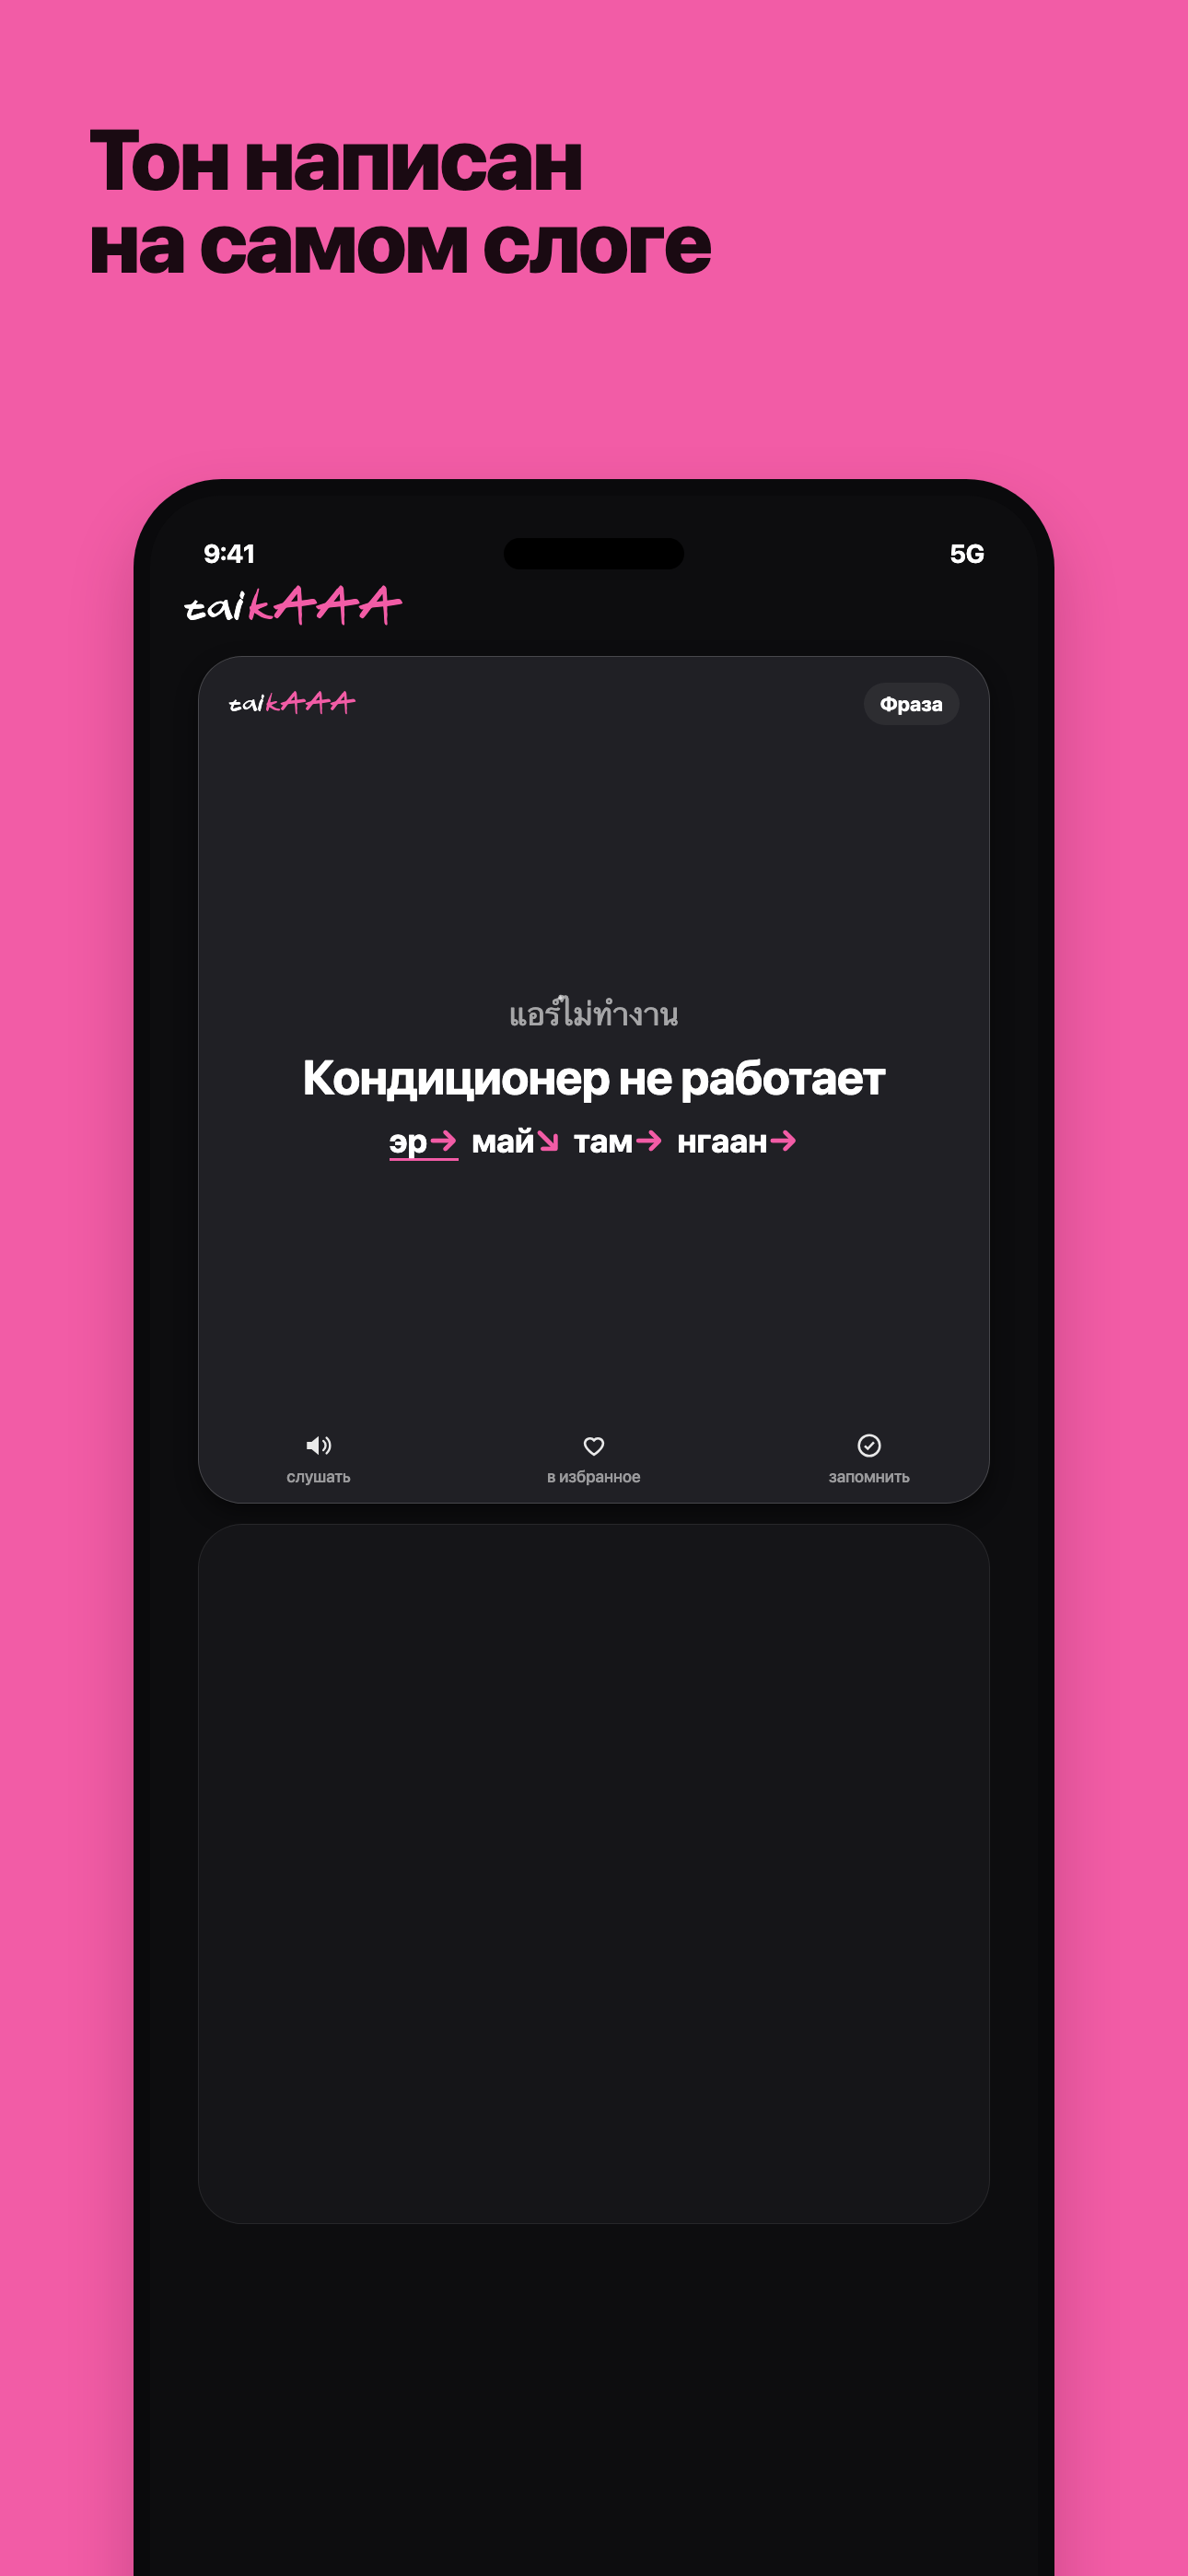 Тон написан
на самом слоге
9:41
5G
taikAAA
taikAAA
Фраза
แอร์ไม่ทำงาน
Кондиционер не работает
эр→ май↘ там→ нгаан→
слушать
в избранное
запомнить